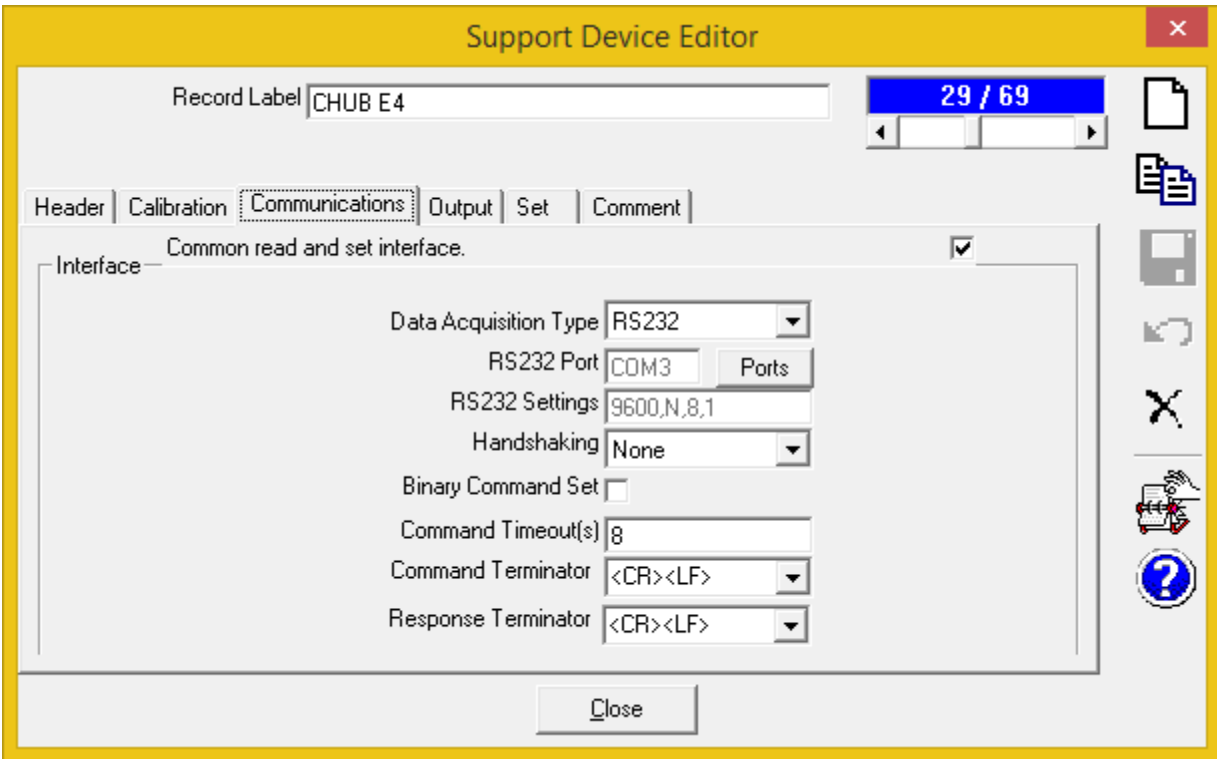 Support Device Editor
Record Label CHUB E4
29 / 69
Header Calibration Communications Output Set Comment
Common read and set interface.
Interface
Data Acquisition Type RS232
RS232 Port COM3 Ports
RS232 Settings 9600,N,8,1
Handshaking None
Binary Command Set
Command Timeout(s) 8
Command Terminator <CR><LF>
Response Terminator <CR><LF>
Close